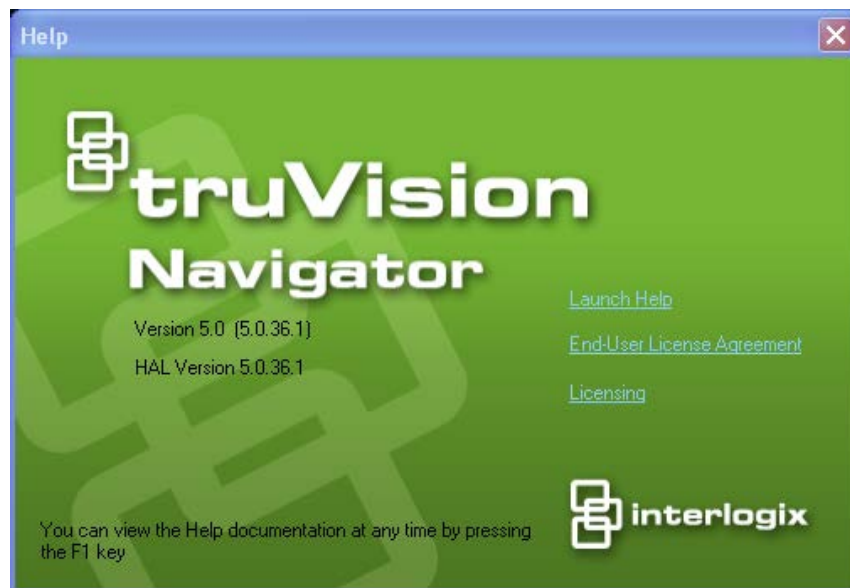 Help
truVision
Navigator
Version 5.0 (5.0.36.1)
HAL Version 5.0.36.1
Launch Help
End-User License Agreement
Licensing
interlogix
You can view the Help documentation at any time by pressing
the F1 key